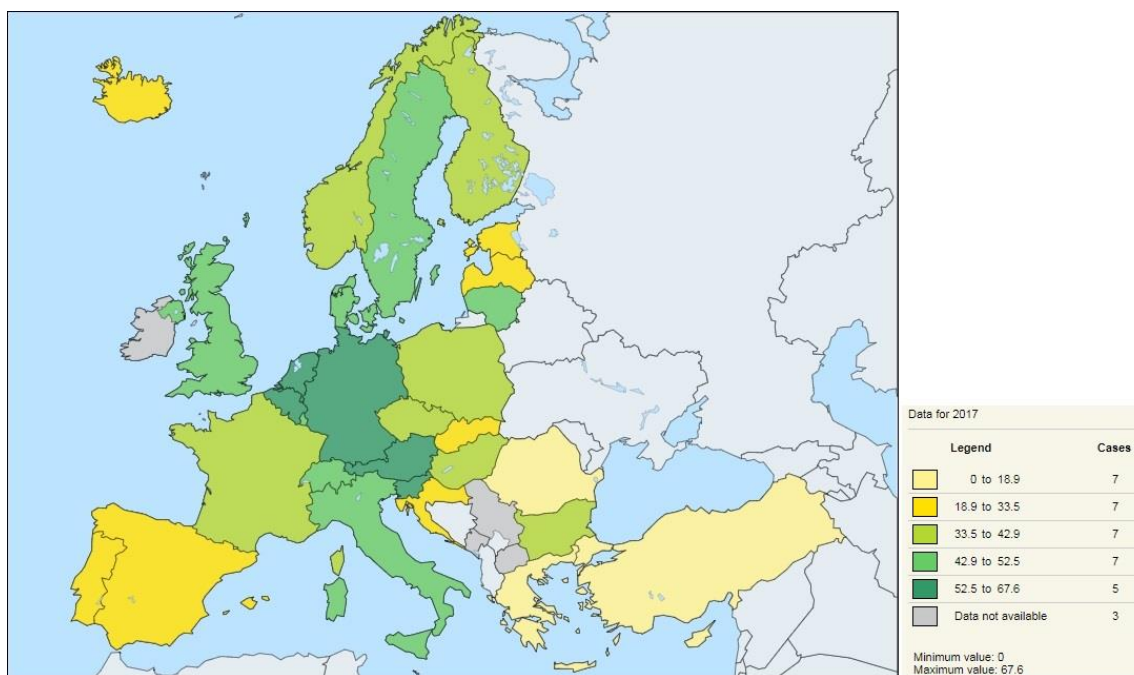 Data for 2017
Legend Cases
0 to 18.9 7
18.9 to 33.5 7
33.5 to 42.9 7
42.9 to 52.5 7
52.5 to 67.6 5
Data not available 3
Minimum value: 0
Maximum value: 67.6